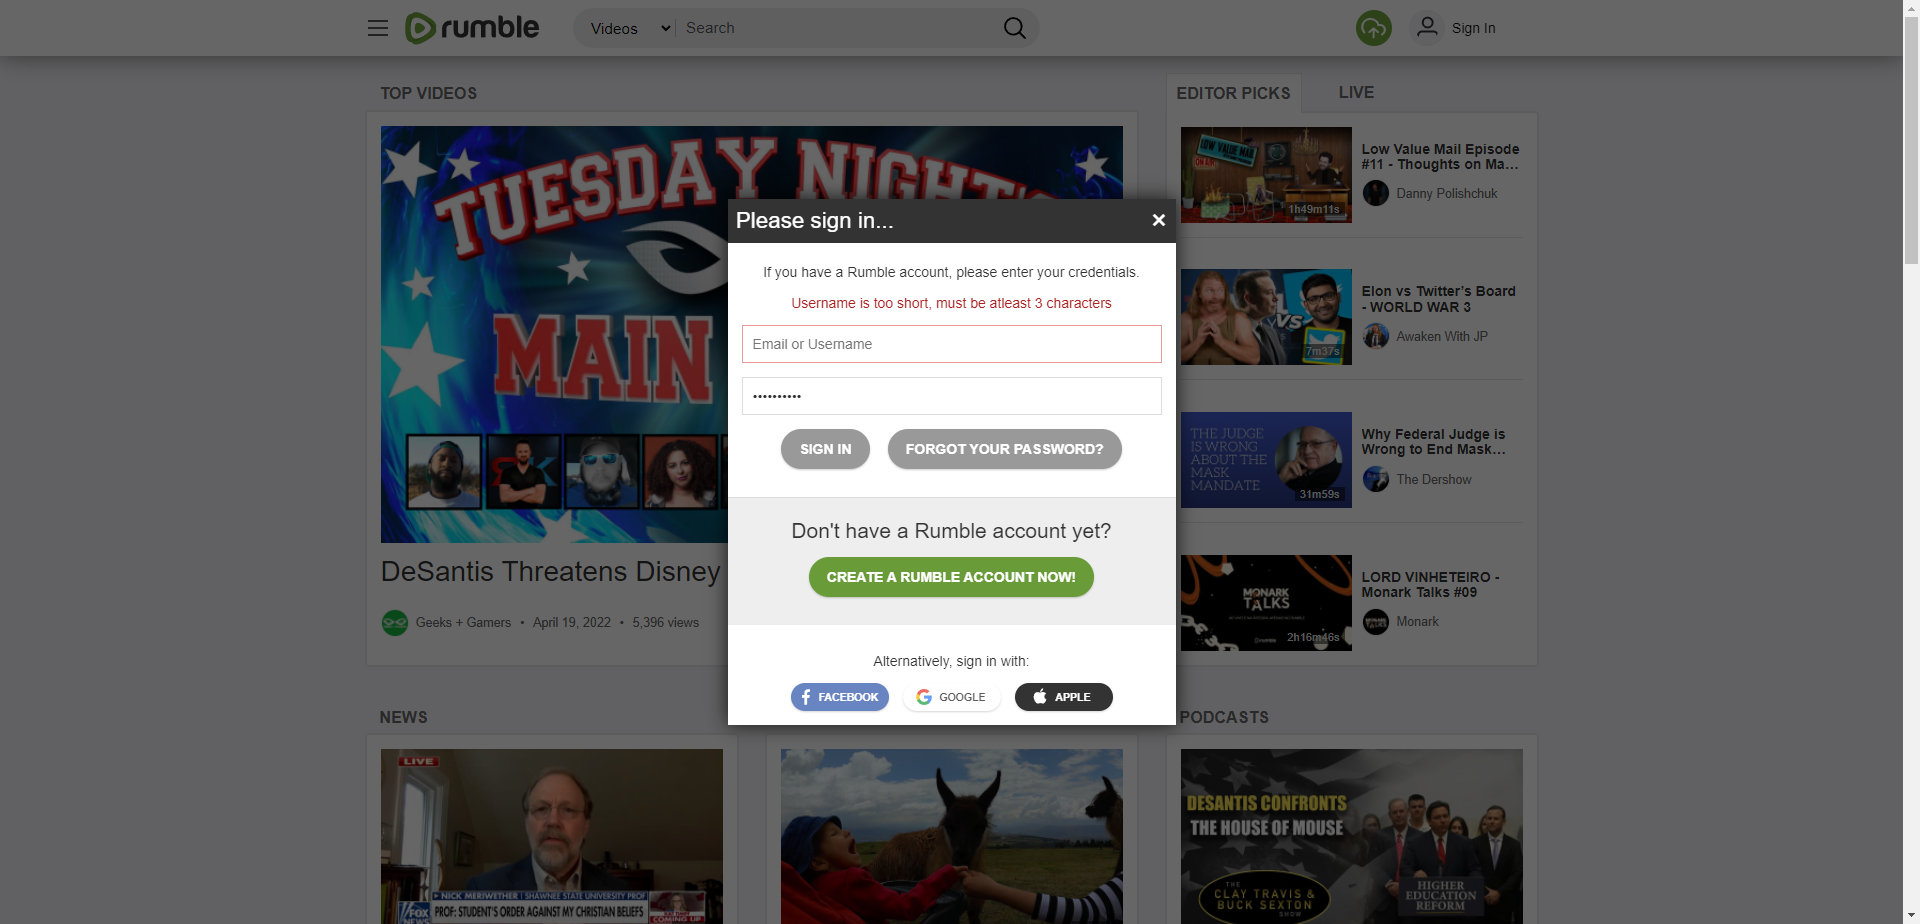 rumble
Videos
Search
Sign In
TOP VIDEOS
EDITOR PICKS
LIVE
TUESDAY NIGHT'S
MAIN
DeSantis Threatens Disney
Geeks + Gamers • April 19, 2022 • 5,396 views
LOW VALUE MAIL
ON AIR
1h49m11s
Low Value Mail Episode
#11 - Thoughts on Ma...
Danny Polishchuk
VS
7m37s
Elon vs Twitter's Board
- WORLD WAR 3
Awaken With JP
THE JUDGE
IS WRONG
ABOUT THE
MASK
MANDATE
31m59s
Why Federal Judge is
Wrong to End Mask...
The Dershow
MONARK
TALKS
2h16m46s
LORD VINHETEIRO -
Monark Talks #09
Monark
Please sign in...
If you have a Rumble account, please enter your credentials.
Username is too short, must be atleast 3 characters
Email or Username
••••••••••
SIGN IN
FORGOT YOUR PASSWORD?
Don't have a Rumble account yet?
CREATE A RUMBLE ACCOUNT NOW!
Alternatively, sign in with:
FACEBOOK
GOOGLE
APPLE
NEWS
PODCASTS
LIVE
NICK MERIWETHER • SHAWNEE STATE UNIVERSITY PROF
FOX
NEWS
PROF: STUDENT'S ORDER AGAINST MY CHRISTIAN BELIEFS
COMING UP
DESANTIS CONFRONTS
THE HOUSE OF MOUSE
THE
CLAY TRAVIS &
BUCK SEXTON
SHOW
HIGHER
EDUCATION
REFORM